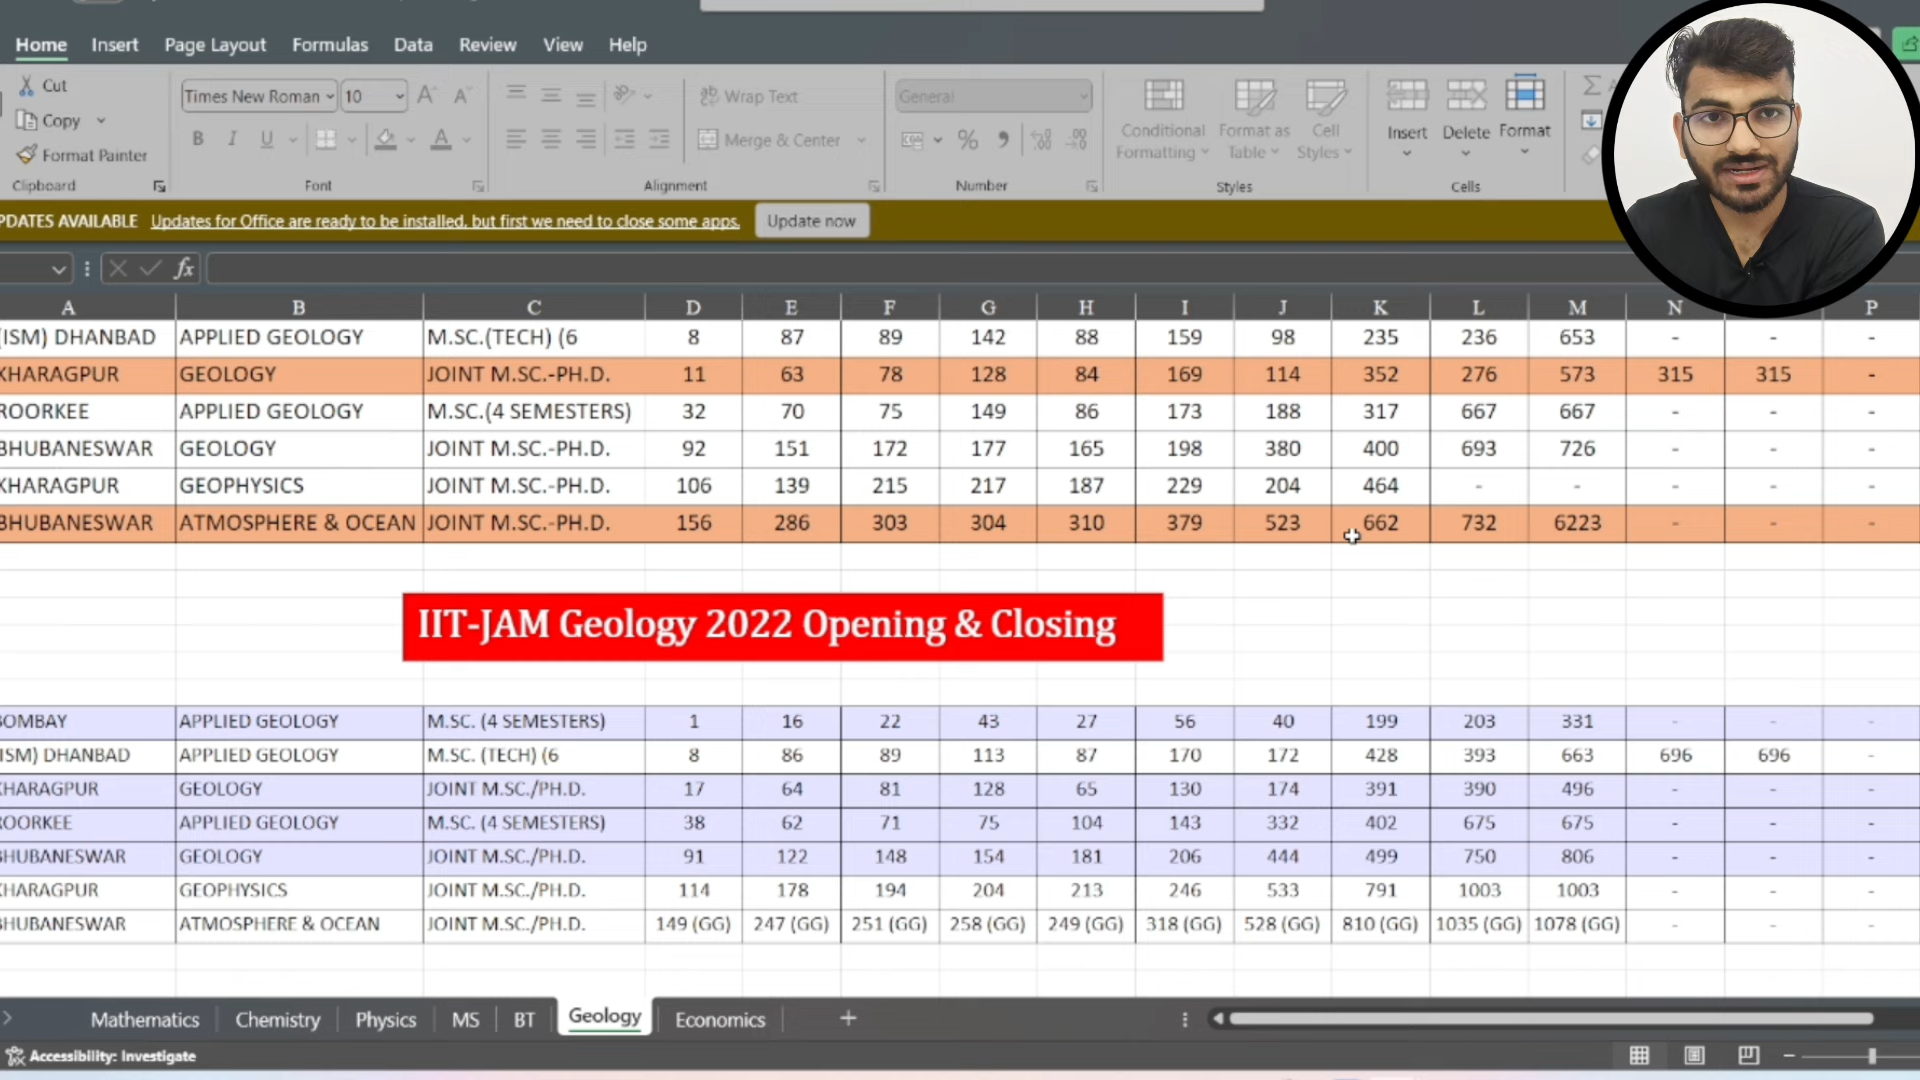 Home Insert Page Layout Formulas Data Review View Help
Cut
Copy
Format Painter
Clipboard
Times New Roman 10
B I U
Font
Wrap Text
Merge & Center
Alignment
General
%
Number
Conditional Formatting
Format as Table
Cell Styles
Styles
Insert Delete Format
Cells
PDATES AVAILABLE Updates for Office are ready to be installed, but first we need to close some apps. Update now
fx
A B C D E F G H I J K L M N P
(ISM) DHANBAD APPLIED GEOLOGY M.SC.(TECH) (6 8 87 89 142 88 159 98 235 236 653 - - -
KHARAGPUR GEOLOGY JOINT M.SC.-PH.D. 11 63 78 128 84 169 114 352 276 573 315 315 -
ROORKEE APPLIED GEOLOGY M.SC.(4 SEMESTERS) 32 70 75 149 86 173 188 317 667 667 - - -
BHUBANESWAR GEOLOGY JOINT M.SC.-PH.D. 92 151 172 177 165 198 380 400 693 726 - - -
KHARAGPUR GEOPHYSICS JOINT M.SC.-PH.D. 106 139 215 217 187 229 204 464 - - - - -
BHUBANESWAR ATMOSPHERE & OCEAN JOINT M.SC.-PH.D. 156 286 303 304 310 379 523 662 732 6223 - - -
IIT-JAM Geology 2022 Opening & Closing
BOMBAY APPLIED GEOLOGY M.SC. (4 SEMESTERS) 1 16 22 43 27 56 40 199 203 331 - - -
ISM) DHANBAD APPLIED GEOLOGY M.SC. (TECH) (6 8 86 89 113 87 170 172 428 393 663 696 696 -
KHARAGPUR GEOLOGY JOINT M.SC./PH.D. 17 64 81 128 65 130 174 391 390 496 - - -
ROORKEE APPLIED GEOLOGY M.SC. (4 SEMESTERS) 38 62 71 75 104 143 332 402 675 675 - - -
BHUBANESWAR GEOLOGY JOINT M.SC./PH.D. 91 122 148 154 181 206 444 499 750 806 - - -
KHARAGPUR GEOPHYSICS JOINT M.SC./PH.D. 114 178 194 204 213 246 533 791 1003 1003 - - -
BHUBANESWAR ATMOSPHERE & OCEAN JOINT M.SC./PH.D. 149 (GG) 247 (GG) 251 (GG) 258 (GG) 249 (GG) 318 (GG) 528 (GG) 810 (GG) 1035 (GG) 1078 (GG) - - -
Mathematics Chemistry Physics MS BT Geology Economics
Accessibility: Investigate